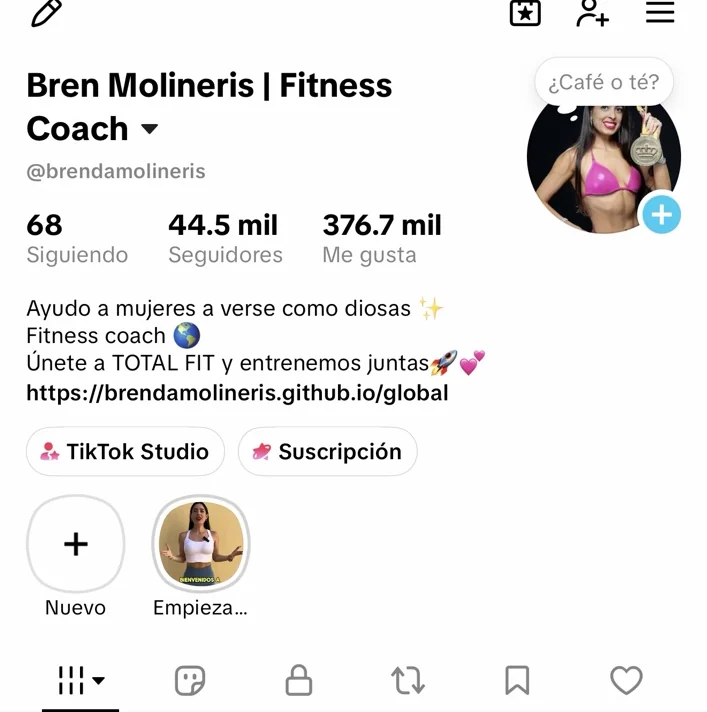 ¿Café o té?
Bren Molineris | Fitness
Coach
@brendamolineris
68 44.5 mil 376.7 mil
Siguiendo Seguidores Me gusta
Ayudo a mujeres a verse como diosas ✨
Fitness coach 🌎
Únete a TOTAL FIT y entrenemos juntas🚀💕
https://brendamolineris.github.io/global
TikTok Studio Suscripción
BIENVENIDOS A
Nuevo Empieza...